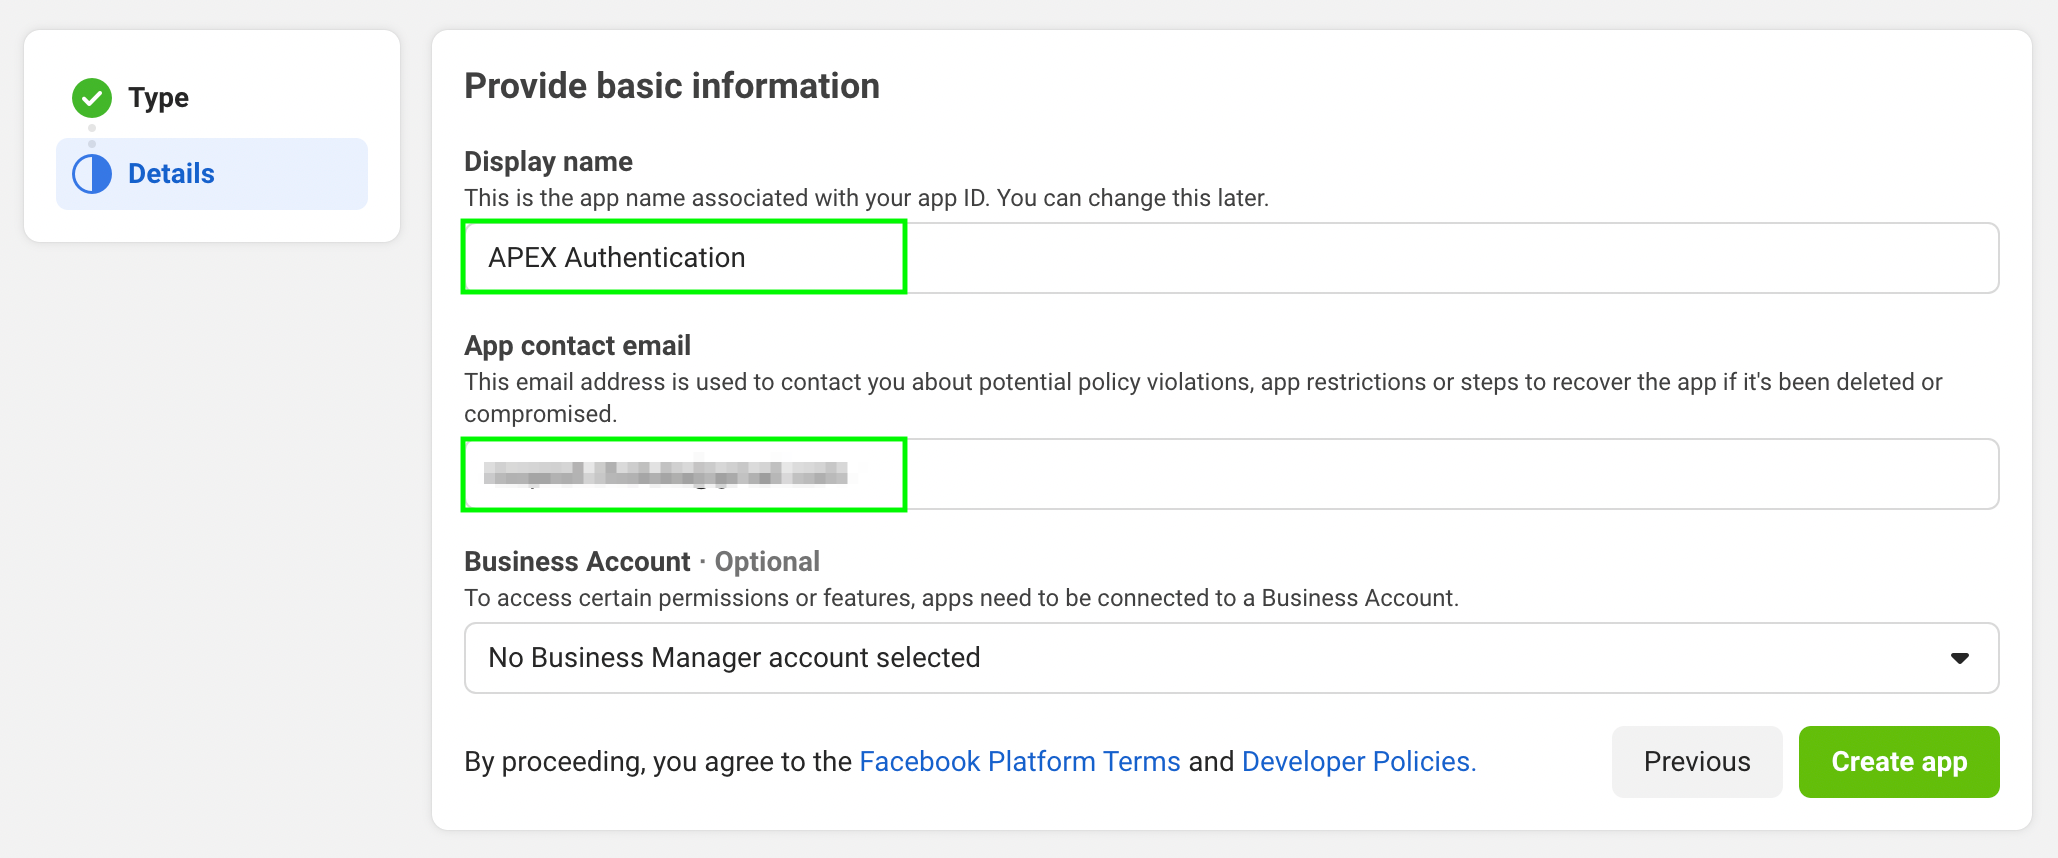 Type
Details
Provide basic information
Display name
This is the app name associated with your app ID. You can change this later.
APEX Authentication
App contact email
This email address is used to contact you about potential policy violations, app restrictions or steps to recover the app if it's been deleted or
compromised.
Business Account · Optional
To access certain permissions or features, apps need to be connected to a Business Account.
No Business Manager account selected
By proceeding, you agree to the Facebook Platform Terms and Developer Policies.
Previous
Create app